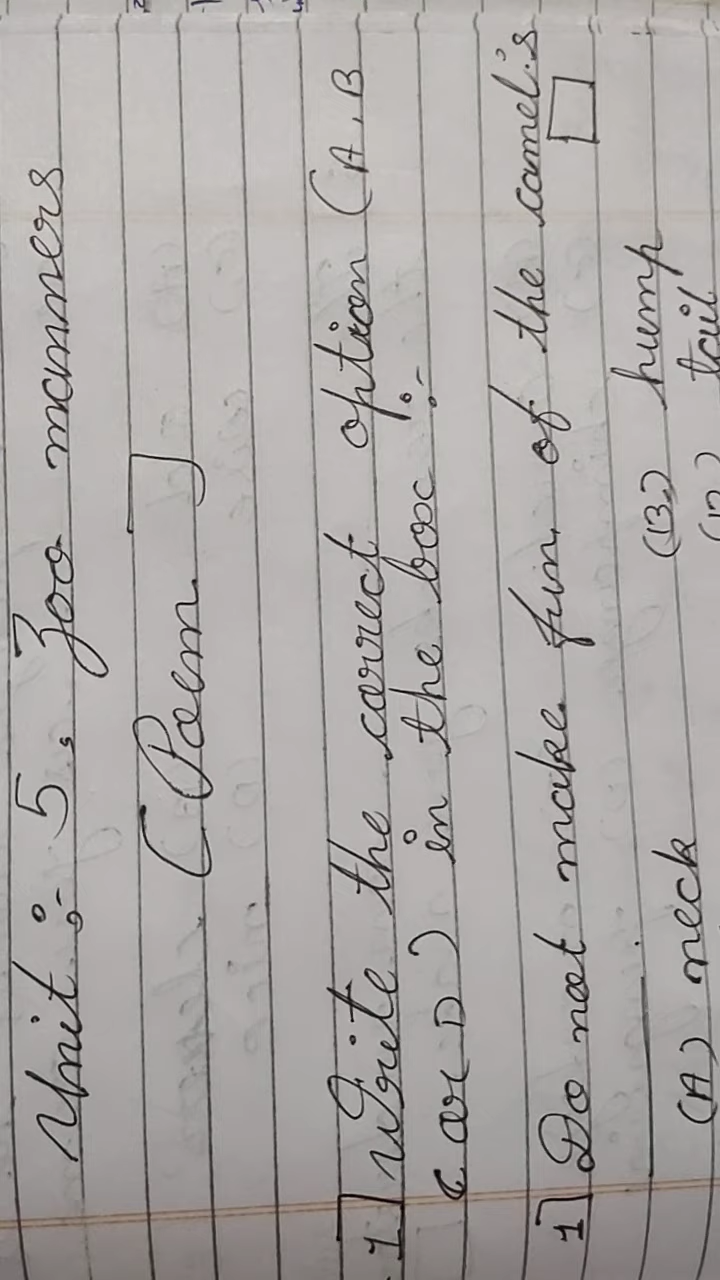 Unit :- 5. Zoo manners
[Poem]
1] Write the correct option (A, B
C or D) in the box :-
1] Do not make fun of the camel's
______. □
(A) neck (B) hump
(D) tail